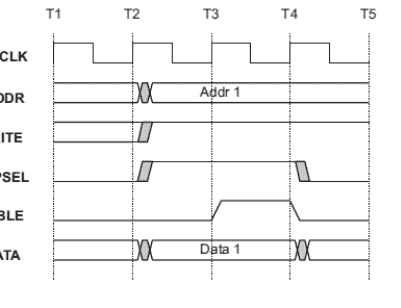 T1 T2 T3 T4 T5
CLK
DDR Addr 1
ITE
PSEL
BLE
ATA Data 1